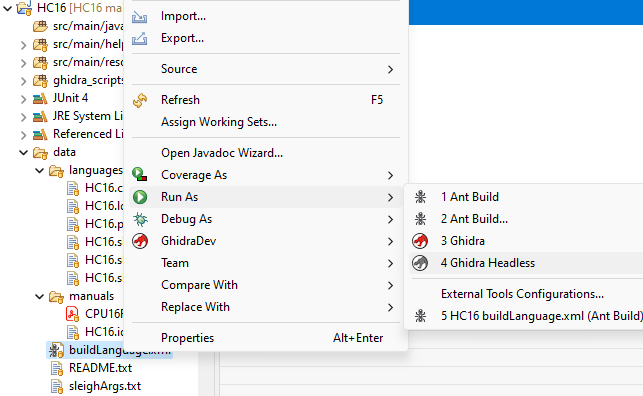 HC16 [HC16 ma
src/main/java
src/main/help
src/main/reso
ghidra_scripts
JUnit 4
JRE System Li
Referenced Li
data
languages
HC16.c
HC16.l
HC16.p
HC16.s
HC16.s
HC16.s
manuals
CPU16
HC16.i
buildLanguage.xml
README.txt
sleighArgs.txt
Import...
Export...
Source
Refresh F5
Assign Working Sets...
Open Javadoc Wizard...
Coverage As
Run As
Debug As
GhidraDev
Team
Compare With
Replace With
Properties Alt+Enter
1 Ant Build
2 Ant Build...
3 Ghidra
4 Ghidra Headless
External Tools Configurations...
5 HC16 buildLanguage.xml (Ant Build)